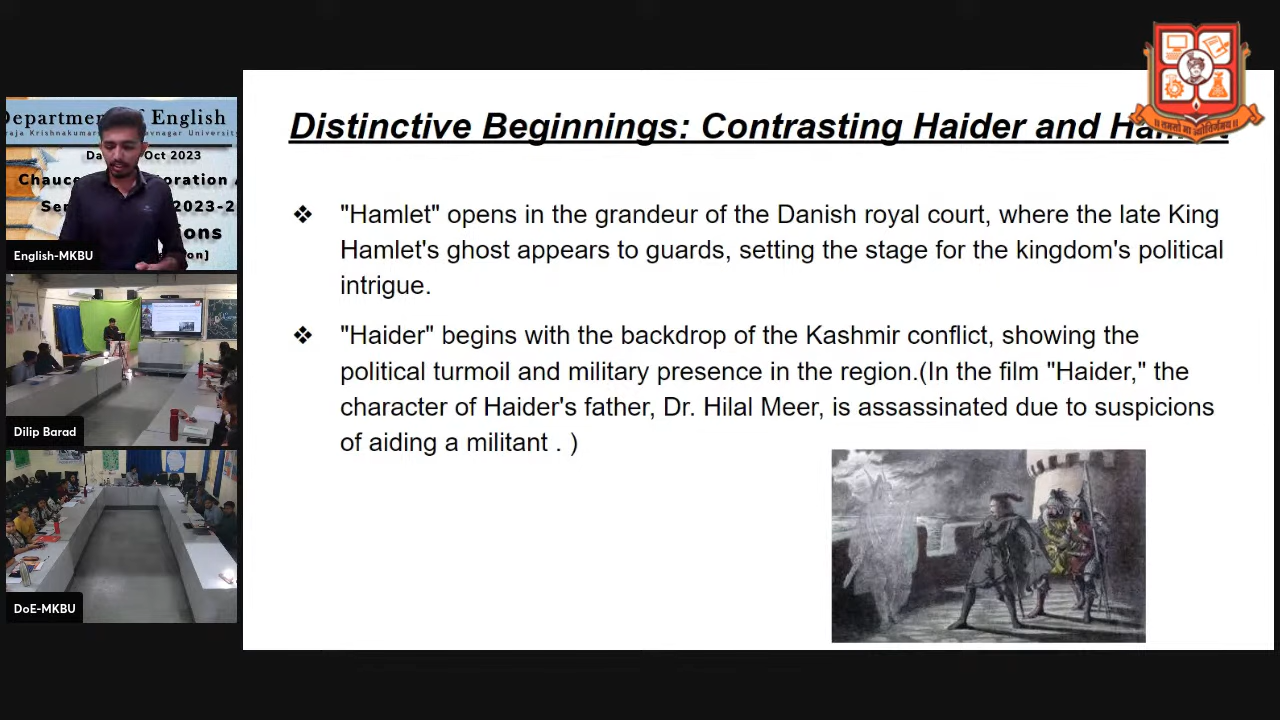 Distinctive Beginnings: Contrasting Haider and
❖ "Hamlet" opens in the grandeur of the Danish royal court, where the late King
Hamlet's ghost appears to guards, setting the stage for the kingdom's political
intrigue.
❖ "Haider" begins with the backdrop of the Kashmir conflict, showing the
political turmoil and military presence in the region.(In the film "Haider," the
character of Haider's father, Dr. Hilal Meer, is assassinated due to suspicions
of aiding a militant . )
of English
Oct 2023
English-MKBU
Dilip Barad
DoE-MKBU